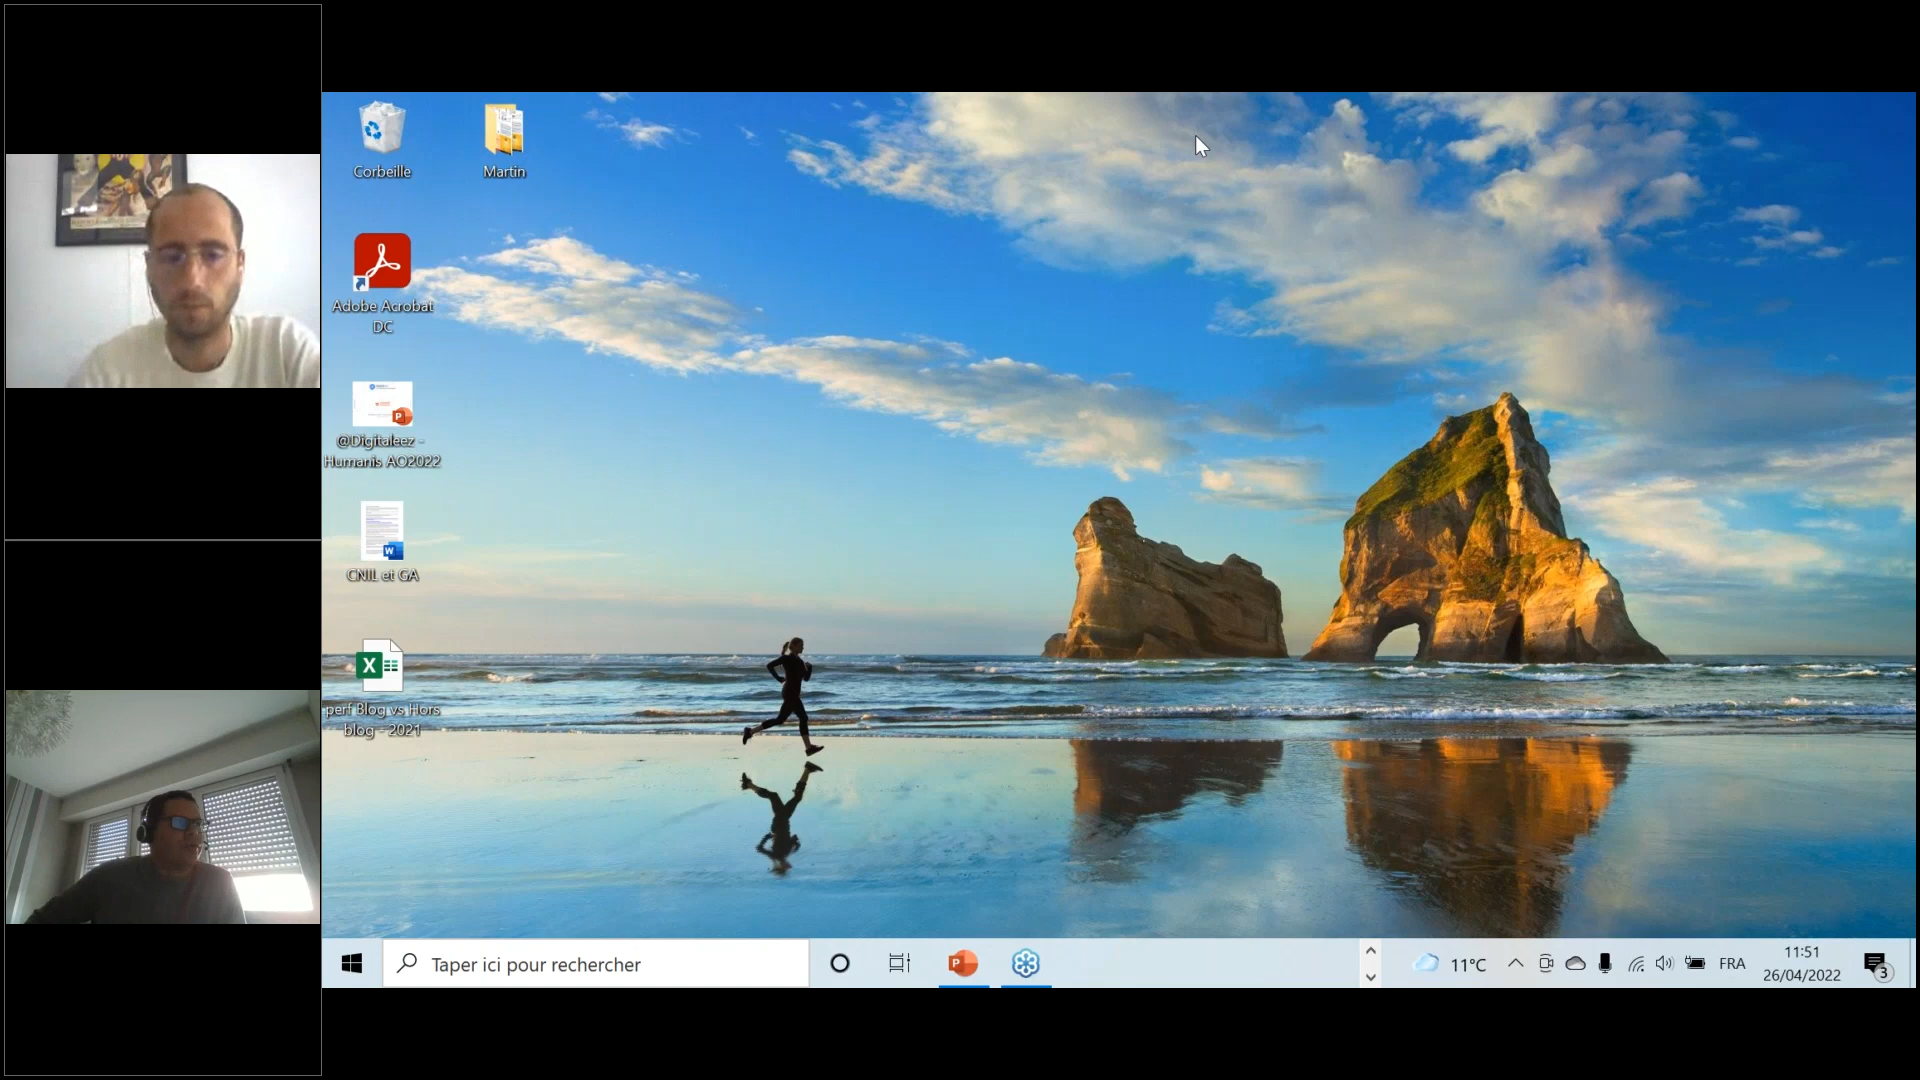 Corbeille
Martin
Adobe Acrobat
DC
@Digitaleez -
Humanis AO2022
CNIL et GA
perf Blog vs Hors
blog - 2021
Taper ici pour rechercher
11°C
FRA
11:51
26/04/2022
3